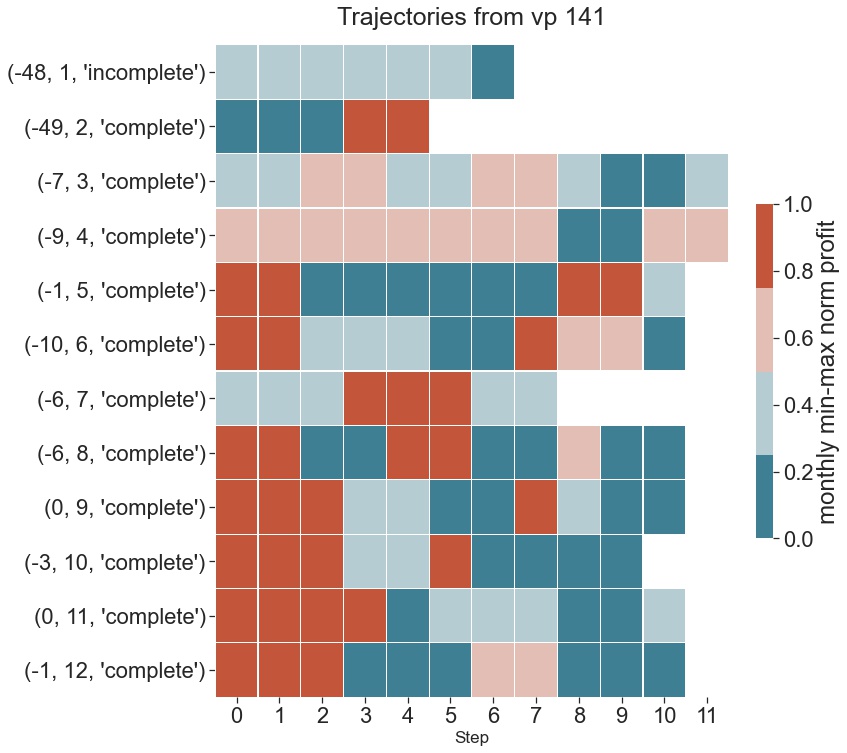 Trajectories from vp 141
(-48, 1, 'incomplete')
(-49, 2, 'complete')
(-7, 3, 'complete')
(-9, 4, 'complete')
(-1, 5, 'complete')
(-10, 6, 'complete')
(-6, 7, 'complete')
(-6, 8, 'complete')
(0, 9, 'complete')
(-3, 10, 'complete')
(0, 11, 'complete')
(-1, 12, 'complete')
0 1 2 3 4 5 6 7 8 9 10 11
Step
1.0
0.8
0.6
0.4
0.2
0.0
monthly min-max norm profit